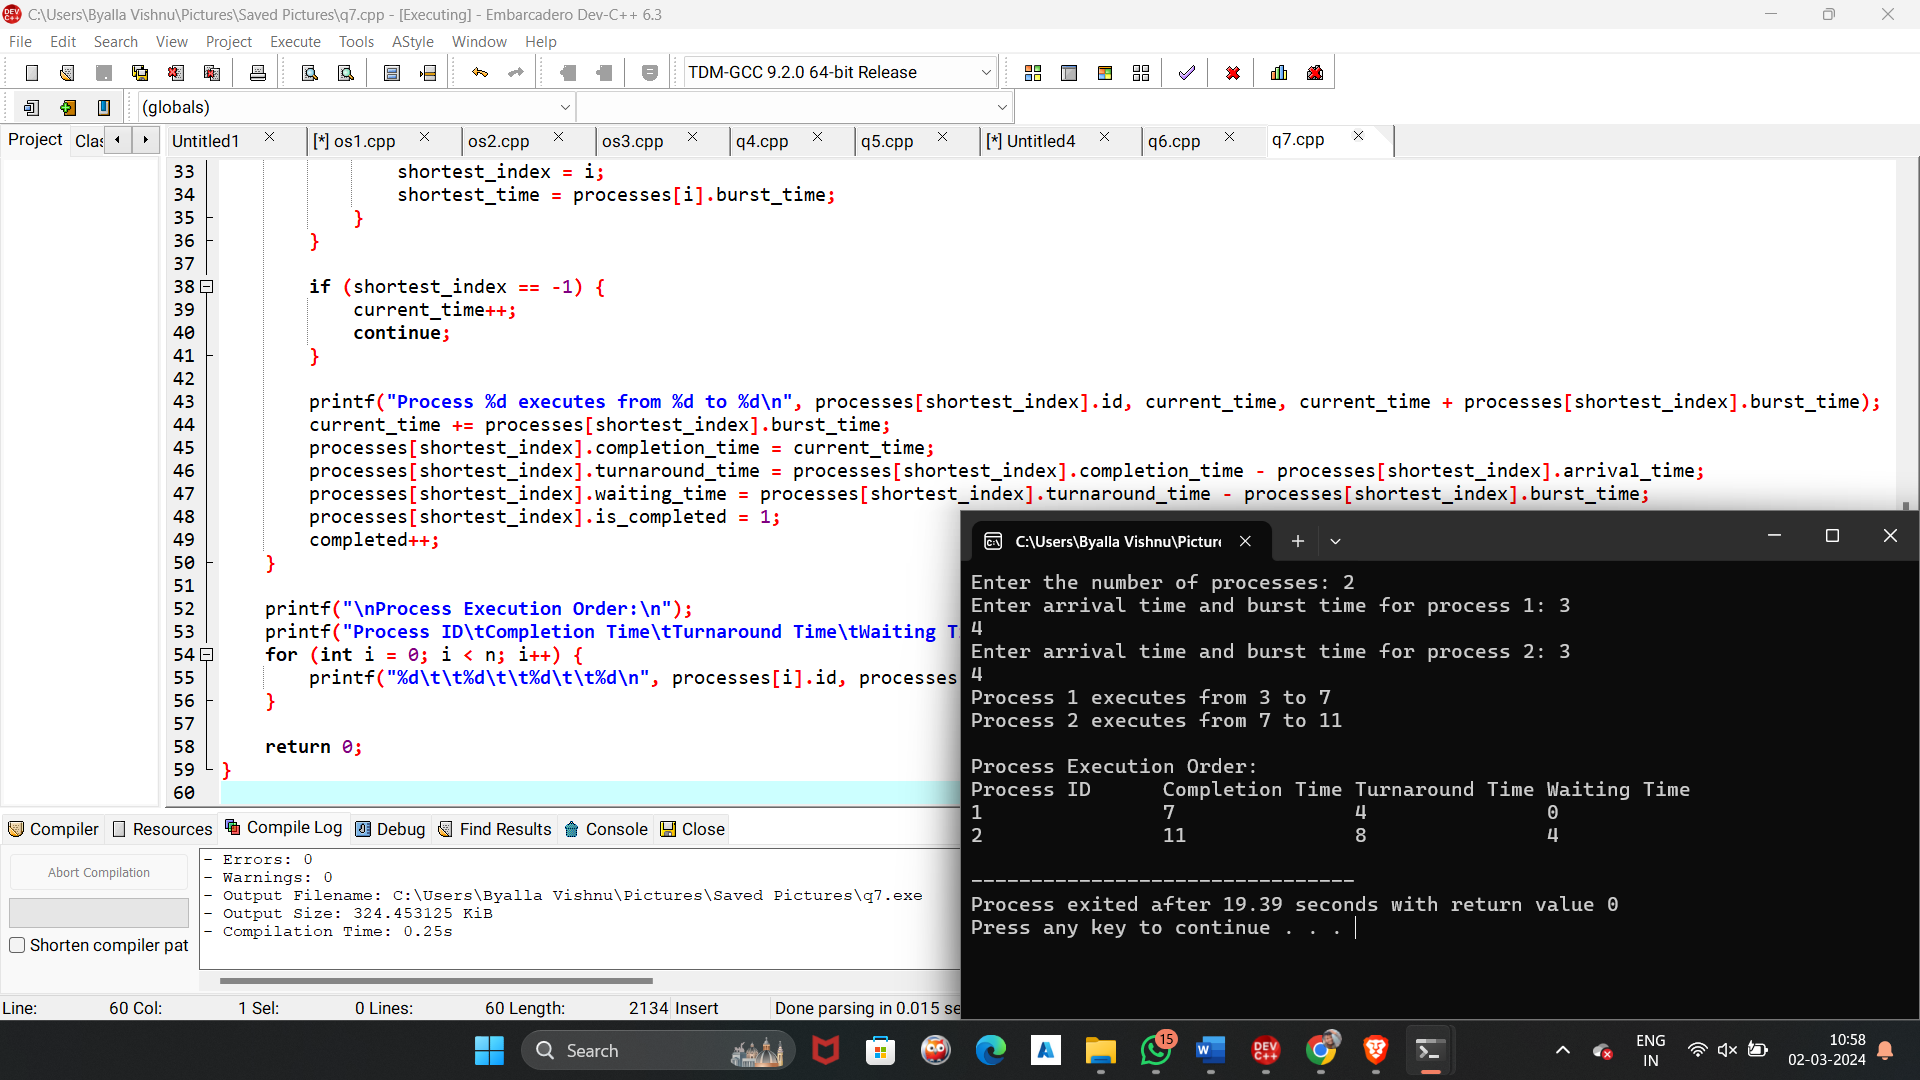 C:\Users\Byalla Vishnu\Pictures\Saved Pictures\q7.cpp - [Executing] - Embarcadero Dev-C++ 6.3
File Edit Search View Project Execute Tools AStyle Window Help
TDM-GCC 9.2.0 64-bit Release
(globals)
Project Clas Untitled1 [*] os1.cpp os2.cpp os3.cpp q4.cpp q5.cpp [*] Untitled4 q6.cpp q7.cpp
33 shortest_index = i;
34 shortest_time = processes[i].burst_time;
35 }
36 }
37
38 if (shortest_index == -1) {
39 current_time++;
40 continue;
41 }
42
43 printf("Process %d executes from %d to %d\n", processes[shortest_index].id, current_time, current_time + processes[shortest_index].burst_time);
44 current_time += processes[shortest_index].burst_time;
45 processes[shortest_index].completion_time = current_time;
46 processes[shortest_index].turnaround_time = processes[shortest_index].completion_time - processes[shortest_index].arrival_time;
47 processes[shortest_index].waiting_time = processes[shortest_index].turnaround_time - processes[shortest_index].burst_time;
48 processes[shortest_index].is_completed = 1;
49 completed++;
50 }
51
52 printf("\nProcess Execution Order:\n");
53 printf("Process ID\tCompletion Time\tTurnaround Time\tWaiting T
54 for (int i = 0; i < n; i++) {
55 printf("%d\t\t%d\t\t%d\t\t%d\n", processes[i].id, processes
56 }
57
58 return 0;
59 }
60
C:\Users\Byalla Vishnu\Pictur
Enter the number of processes: 2
Enter arrival time and burst time for process 1: 3
4
Enter arrival time and burst time for process 2: 3
4
Process 1 executes from 3 to 7
Process 2 executes from 7 to 11
Process Execution Order:
Process ID Completion Time Turnaround Time Waiting Time
1 7 4 0
2 11 8 4
--------------------------------
Process exited after 19.39 seconds with return value 0
Press any key to continue . . .
Compiler Resources Compile Log Debug Find Results Console Close
Abort Compilation
Shorten compiler pat
- Errors: 0
- Warnings: 0
- Output Filename: C:\Users\Byalla Vishnu\Pictures\Saved Pictures\q7.exe
- Output Size: 324.453125 KiB
- Compilation Time: 0.25s
Line: 60 Col: 1 Sel: 0 Lines: 60 Length: 2134 Insert Done parsing in 0.015 se
Search
15
DEV C++
ENG
IN
10:58
02-03-2024